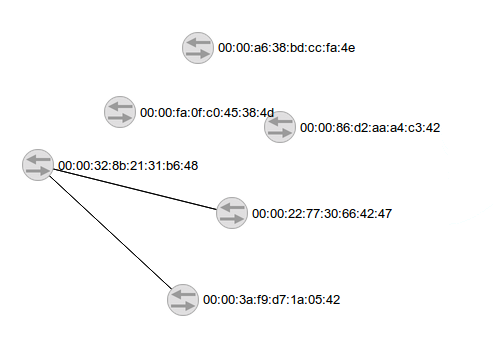 00:00:a6:38:bd:cc:fa:4e
00:00:fa:0f:c0:45:38:4d
00:00:86:d2:aa:a4:c3:42
00:00:32:8b:21:31:b6:48
00:00:22:77:30:66:42:47
00:00:3a:f9:d7:1a:05:42